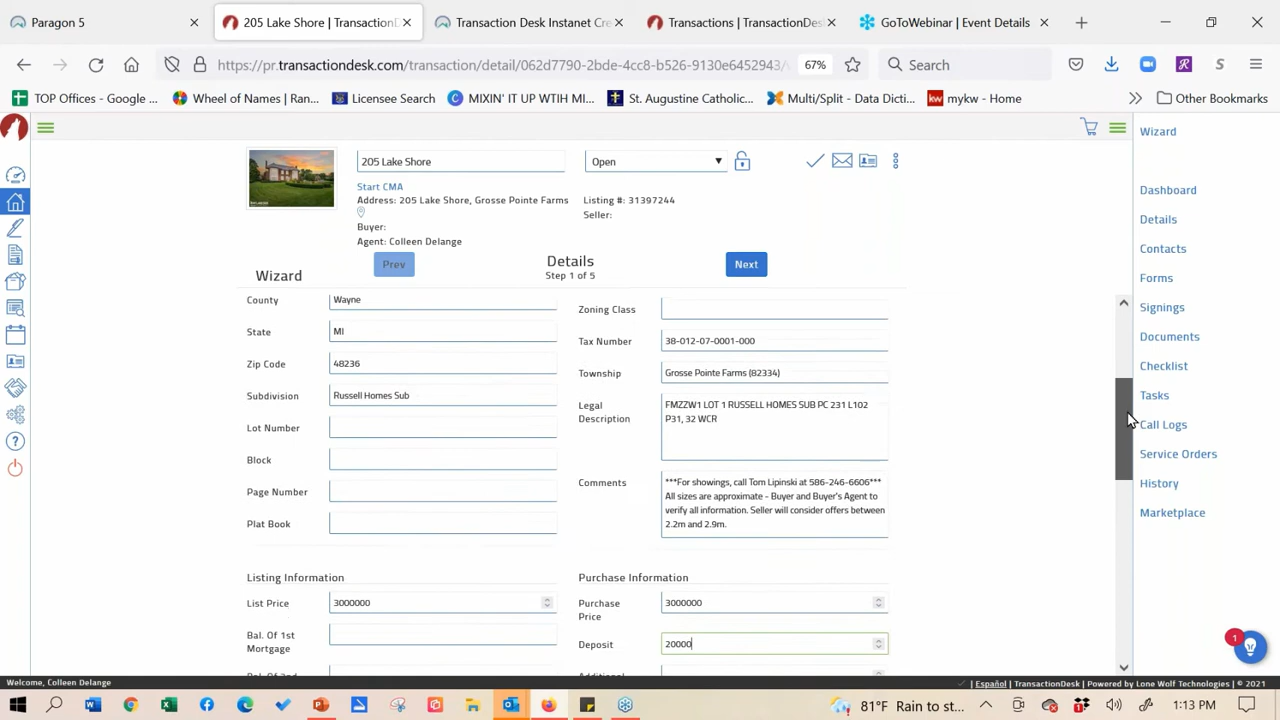 Paragon 5
205 Lake Shore | TransactionD
Transaction Desk Instanet Cre
Transactions | TransactionDes
GoToWebinar | Event Details
https://pr.transactiondesk.com/transaction/detail/062d7790-2bde-4cc8-b526-9130e6452943/
67%
Search
TOP Offices - Google ...
Wheel of Names | Ran...
Licensee Search
MIXIN' IT UP WTIH MI...
St. Augustine Catholic...
Multi/Split - Data Dicti...
mykw - Home
Other Bookmarks
Wizard
205 Lake Shore
Open
Start CMA
Address: 205 Lake Shore, Grosse Pointe Farms
Listing #: 31397244
Seller:
Buyer:
Agent: Colleen Delange
Wizard
Prev
Details
Step 1 of 5
Next
County
Wayne
State
MI
Zip Code
48236
Subdivision
Russell Homes Sub
Lot Number
Block
Page Number
Plat Book
Zoning Class
Tax Number
38-012-07-0001-000
Township
Grosse Pointe Farms (82334)
Legal
Description
FMZZW1 LOT 1 RUSSELL HOMES SUB PC 231 L102
P31, 32 WCR
Comments
***For showings, call Tom Lipinski at 586-246-6606***
All sizes are approximate - Buyer and Buyer's Agent to
verify all information. Seller will consider offers between
2.2m and 2.9m.
Listing Information
List Price
3000000
Bal. Of 1st
Mortgage
Purchase Information
Purchase
Price
3000000
Deposit
20000
Dashboard
Details
Contacts
Forms
Signings
Documents
Checklist
Tasks
Call Logs
Service Orders
History
Marketplace
1
Welcome, Colleen Delange
Español | TransactionDesk | Powered by Lone Wolf Technologies | © 2021
81°F Rain to st...
1:13 PM